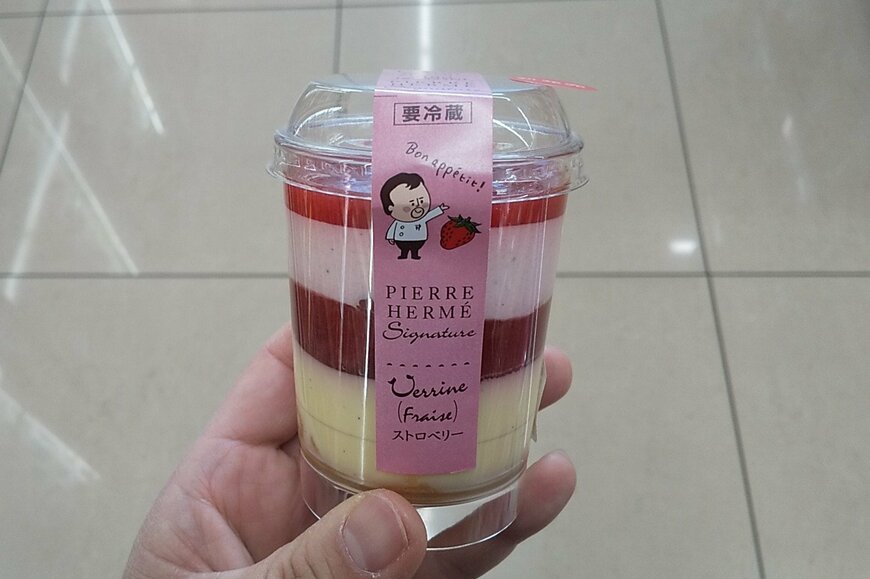 要冷蔵
Bon appétit!
PIERRE
HERMÉ
Signature
Verrine
(Fraise)
ストロベリー